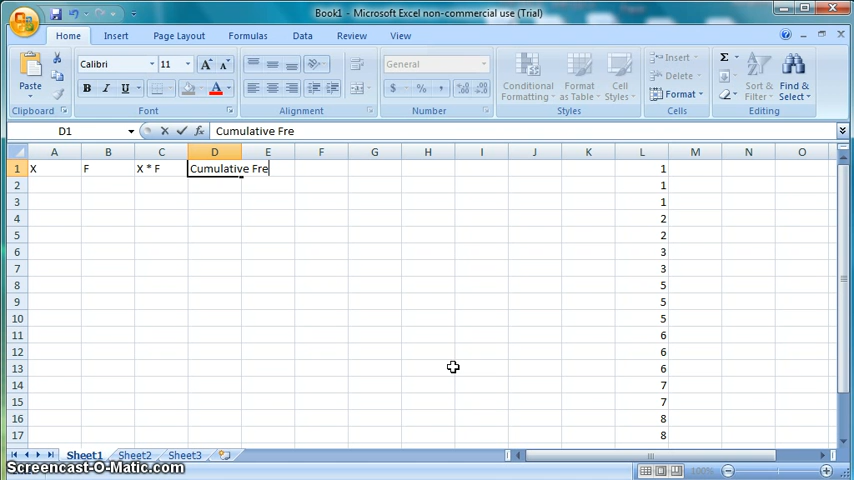 Book1 - Microsoft Excel non-commercial use (Trial)
Home Insert Page Layout Formulas Data Review View
Calibri 11 General Insert Σ
Paste B I U A $ % , Conditional Formatting Format as Table Cell Styles Delete Format Sort & Filter Find & Select
Clipboard Font Alignment Number Styles Cells Editing
D1 Cumulative Fre
A B C D E F G H I J K L M N O
1 X F X * F Cumulative Fre 1
2 1
3 1
4 2
5 2
6 3
7 3
8 5
9 5
10 5
11 6
12 6
13 6
14 7
15 7
16 8
17 8
Sheet1 Sheet2 Sheet3
Screencast-O-Matic.com 100%